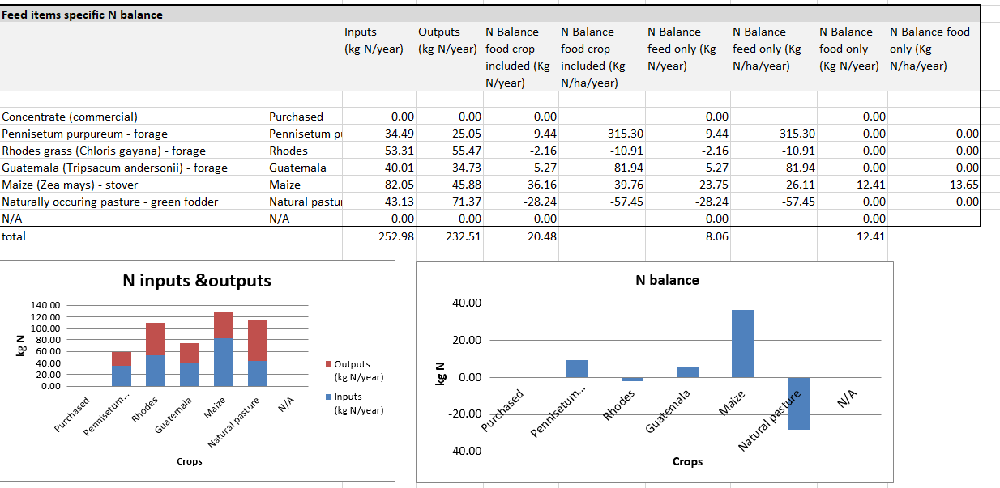 Feed items specific N balance
Inputs (kg N/year) Outputs (kg N/year) N Balance food crop included (Kg N/year) N Balance food crop included (Kg N/ha/year) N Balance feed only (Kg N/year) N Balance feed only (Kg N/ha/year) N Balance food only (Kg N/year) N Balance food only (Kg N/ha/year)
Concentrate (commercial) Purchased 0.00 0.00 0.00 0.00 0.00
Pennisetum purpureum - forage Pennisetum pu 34.49 25.05 9.44 315.30 9.44 315.30 0.00 0.00
Rhodes grass (Chloris gayana) - forage Rhodes 53.31 55.47 -2.16 -10.91 -2.16 -10.91 0.00 0.00
Guatemala (Tripsacum andersonii) - forage Guatemala 40.01 34.73 5.27 81.94 5.27 81.94 0.00 0.00
Maize (Zea mays) - stover Maize 82.05 45.88 36.16 39.76 23.75 26.11 12.41 13.65
Naturally occuring pasture - green fodder Natural pastu 43.13 71.37 -28.24 -57.45 -28.24 -57.45 0.00 0.00
N/A N/A 0.00 0.00 0.00 0.00 0.00
total 252.98 232.51 20.48 8.06 12.41
N inputs &outputs
140.00
120.00
100.00
80.00
60.00
40.00
20.00
0.00
kg N
Purchased
Pennisetum...
Rhodes
Guatemala
Maize
Natural pasture
N/A
Crops
Outputs
(kg N/year)
Inputs
(kg N/year)
N balance
40.00
20.00
0.00
-20.00
-40.00
kg N
Purchased
Pennisetum...
Rhodes
Guatemala
Maize
Natural pasture
N/A
Crops